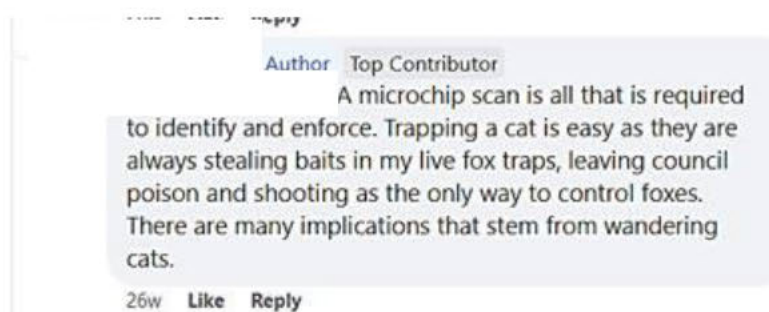 Reply
Author Top Contributor
A microchip scan is all that is required
to identify and enforce. Trapping a cat is easy as they are
always stealing baits in my live fox traps, leaving council
poison and shooting as the only way to control foxes.
There are many implications that stem from wandering
cats.
26w Like Reply